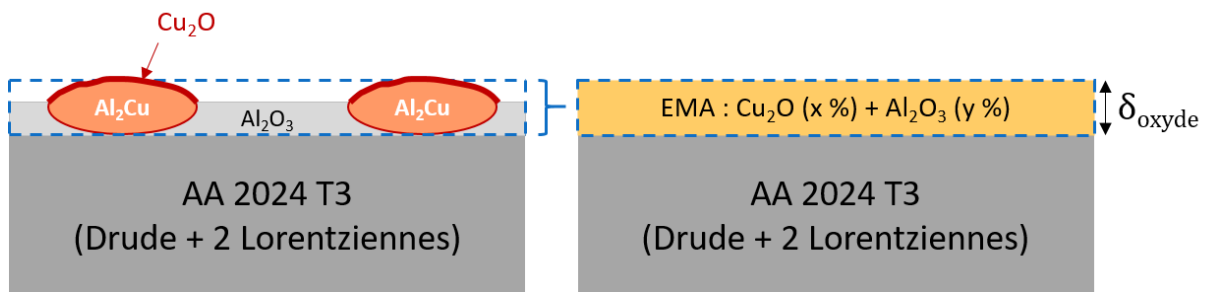 Cu₂O
Al₂Cu
Al₂Cu
Al₂O₃
AA 2024 T3
(Drude + 2 Lorentziennes)
EMA : Cu₂O (x %) + Al₂O₃ (y %)
δoxyde
AA 2024 T3
(Drude + 2 Lorentziennes)